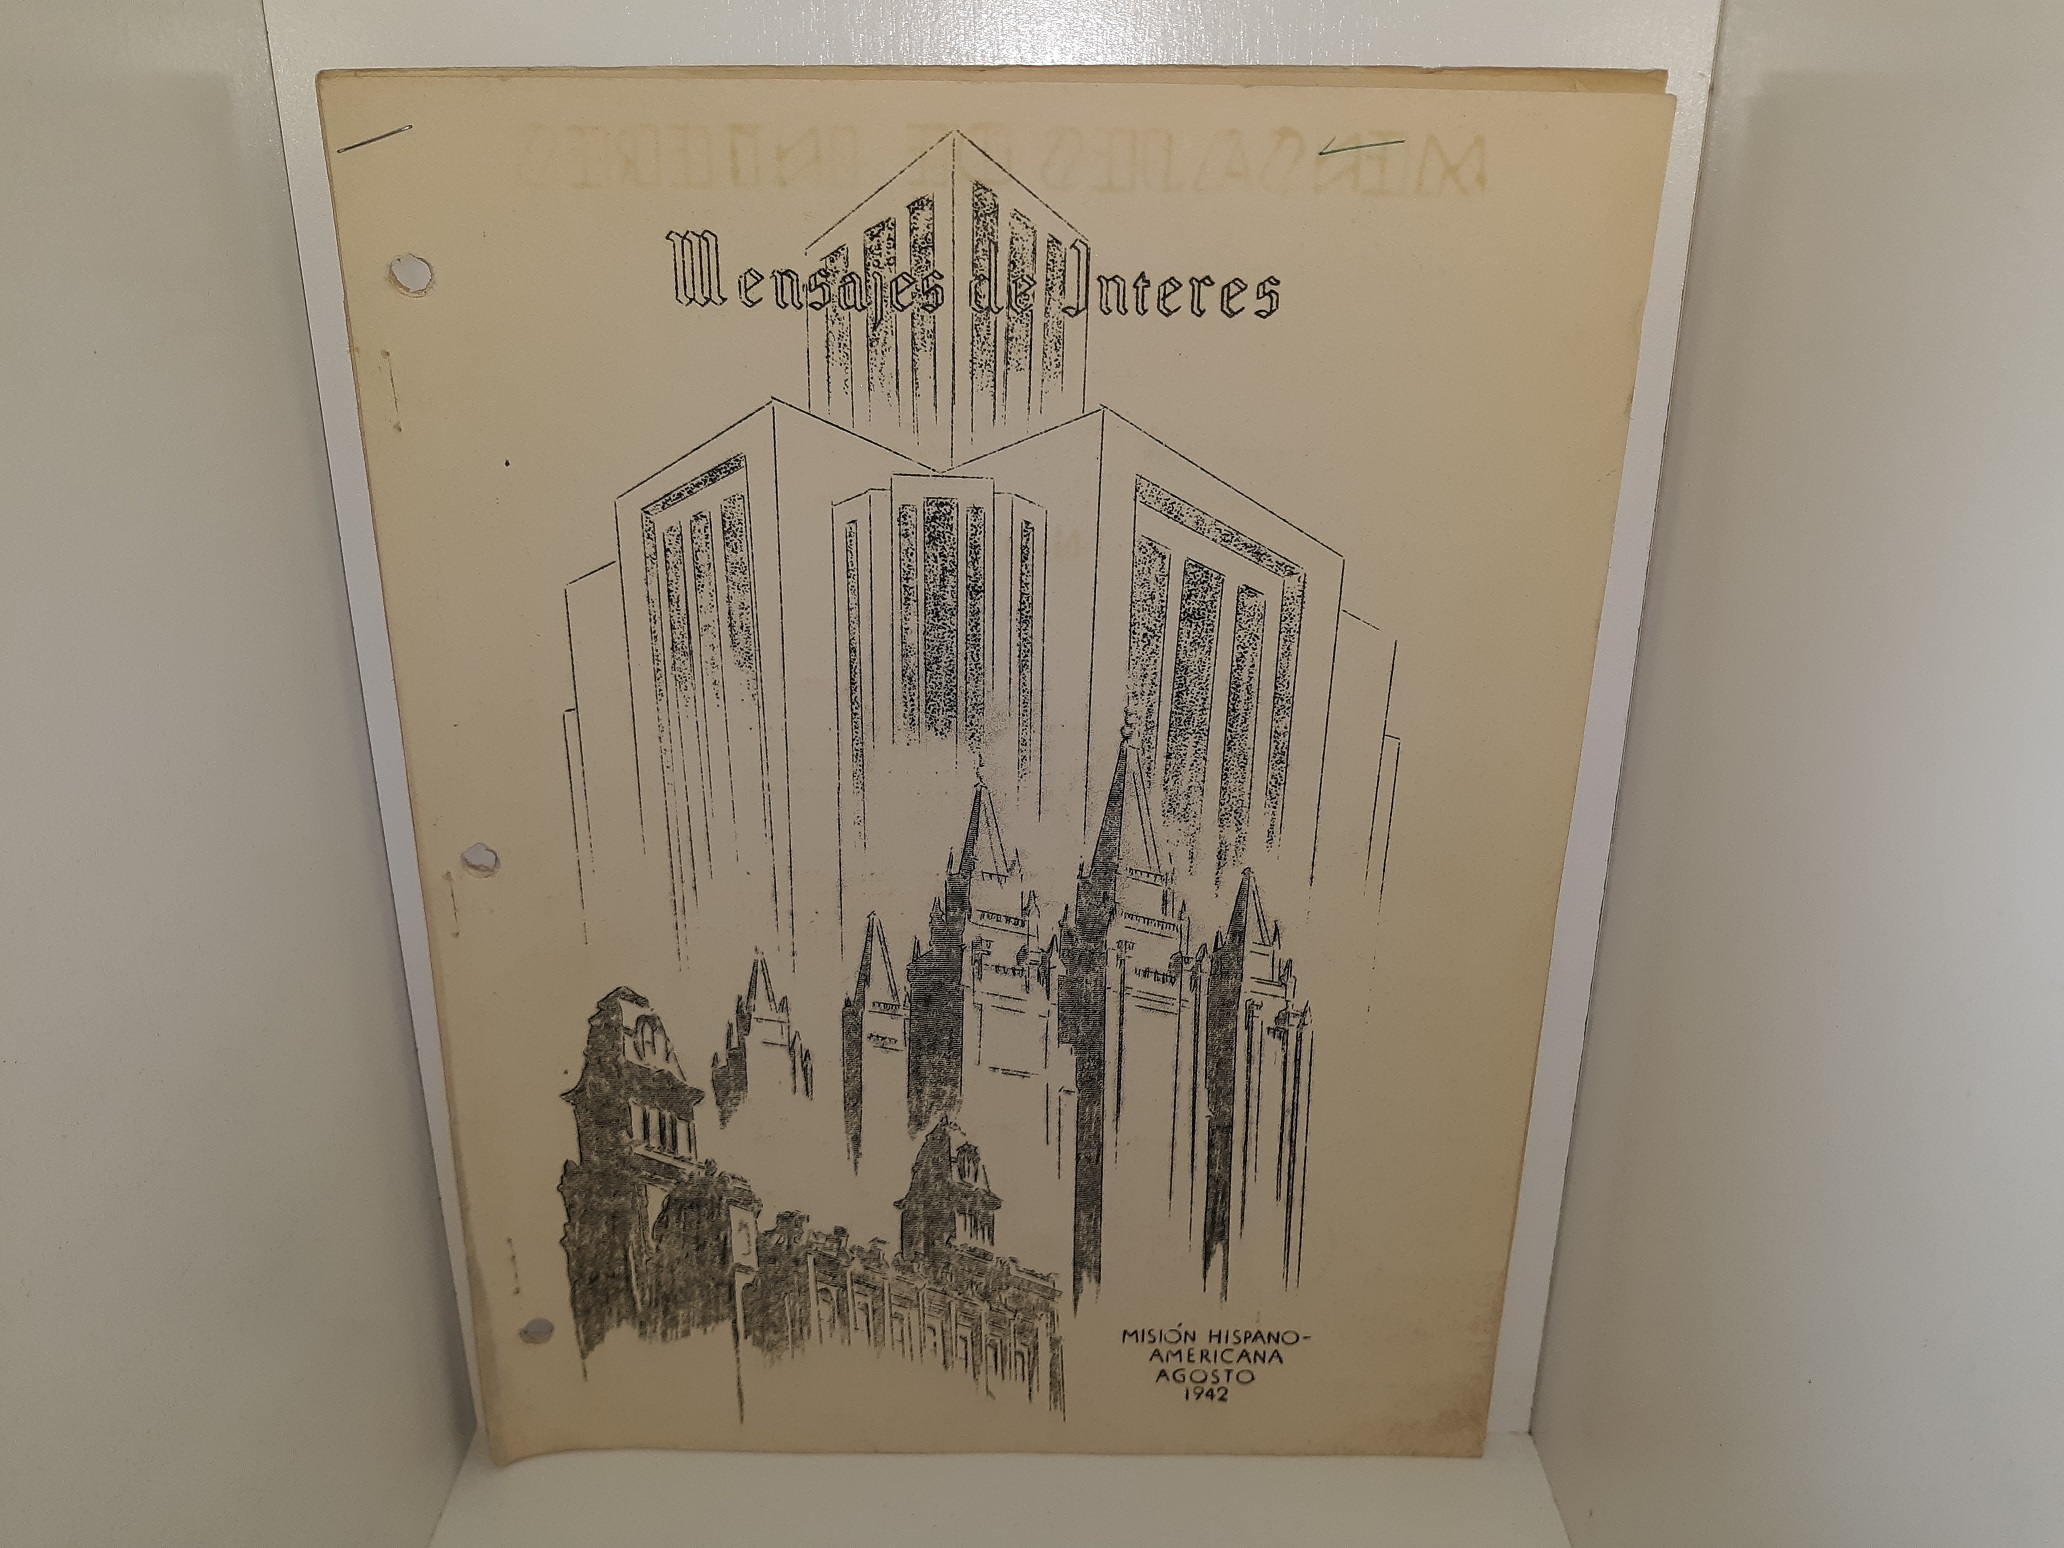 Mensajes de Interes
MISIÓN HISPANO-
AMERICANA
AGOSTO
1942